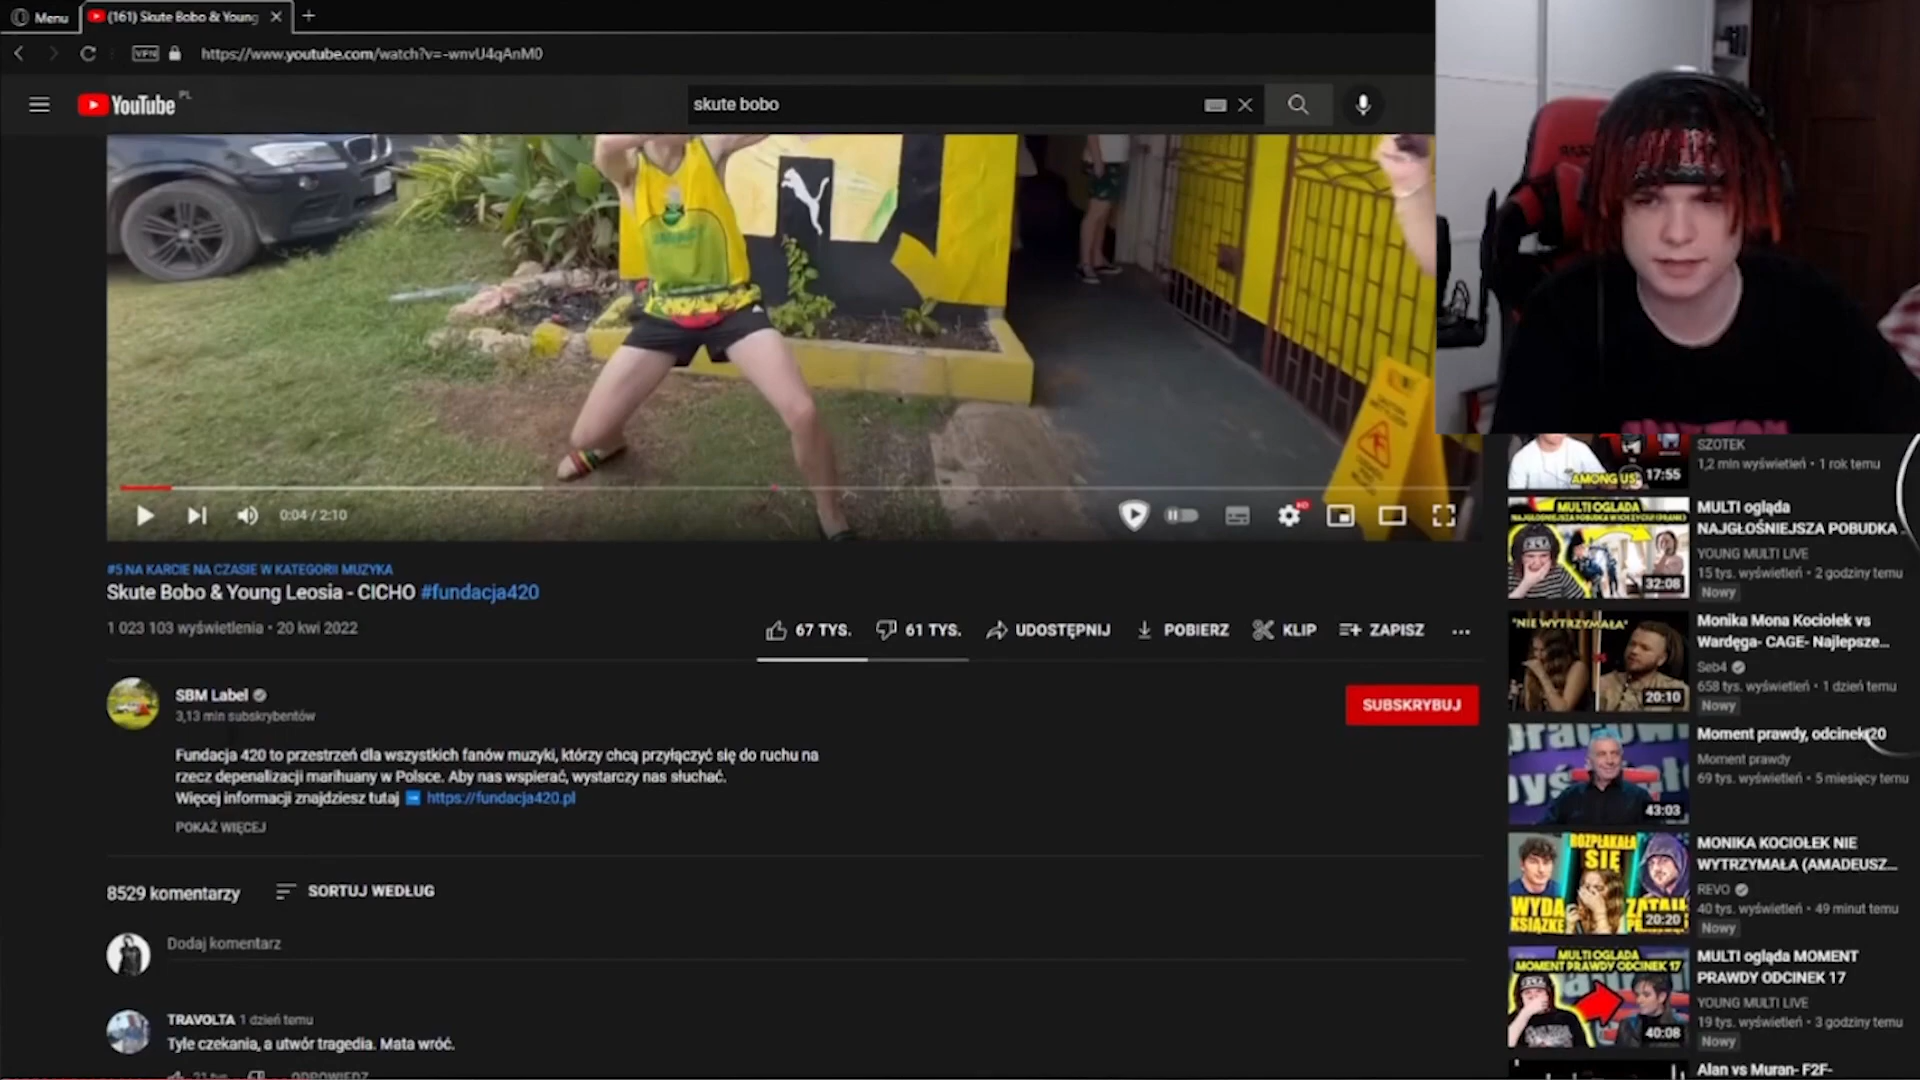 Menu
(161) Skute Bobo & Young
VPN
https://www.youtube.com/watch?v=-wnvU4qAnM0
YouTube PL
skute bobo
0:04 / 2:10
HD
#5 NA KARCIE NA CZASIE W KATEGORII MUZYKA
Skute Bobo & Young Leosia - CICHO #fundacja420
1 023 103 wyświetlenia • 20 kwi 2022
67 TYS.
61 TYS.
UDOSTĘPNIJ
POBIERZ
KLIP
ZAPISZ
SBM Label
3,13 min subskrybentów
SUBSKRYBUJ
Fundacja 420 to przestrzeń dla wszystkich fanów muzyki, którzy chcą przyłączyć się do ruchu na
rzecz depenalizacji marihuany w Polsce. Aby nas wspierać, wystarczy nas słuchać.
Więcej informacji znajdziesz tutaj https://fundacja420.pl
POKAŻ WIĘCEJ
8529 komentarzy
SORTUJ WEDŁUG
Dodaj komentarz
TRAVOLTA 1 dzień temu
Tyle czekania, a utwór tragedia. Mata wróć.
ODPOWIEDZ
AMONG US
17:55
SZOTEK
1,2 mln wyświetleń • 1 rok temu
MULTI OGLĄDA
32:08
MULTI ogląda
NAJGŁOŚNIEJSZA POBUDKA
YOUNG MULTI LIVE
15 tys. wyświetleń • 2 godziny temu
Nowy
"NIE WYTRZYMAŁA"
20:10
Monika Mona Kociołek vs
Wardęga- CAGE- Najlepsze...
Seb4
658 tys. wyświetleń • 1 dzień temu
Nowy
43:03
Moment prawdy, odcinek 20
Moment prawdy
69 tys. wyświetleń • 5 miesięcy temu
ROZPŁAKAŁA
SIĘ
WYDA
KSIĄŻKE
20:20
MONIKA KOCIOŁEK NIE
WYTRZYMAŁA (AMADEUSZ...
REVO
40 tys. wyświetleń • 49 minut temu
Nowy
MULTI OGLĄDA
MOMENT PRAWDY ODCINEK 17
40:08
MULTI ogląda MOMENT
PRAWDY ODCINEK 17
YOUNG MULTI LIVE
19 tys. wyświetleń • 3 godziny temu
Nowy
Alan vs Muran- F2F-